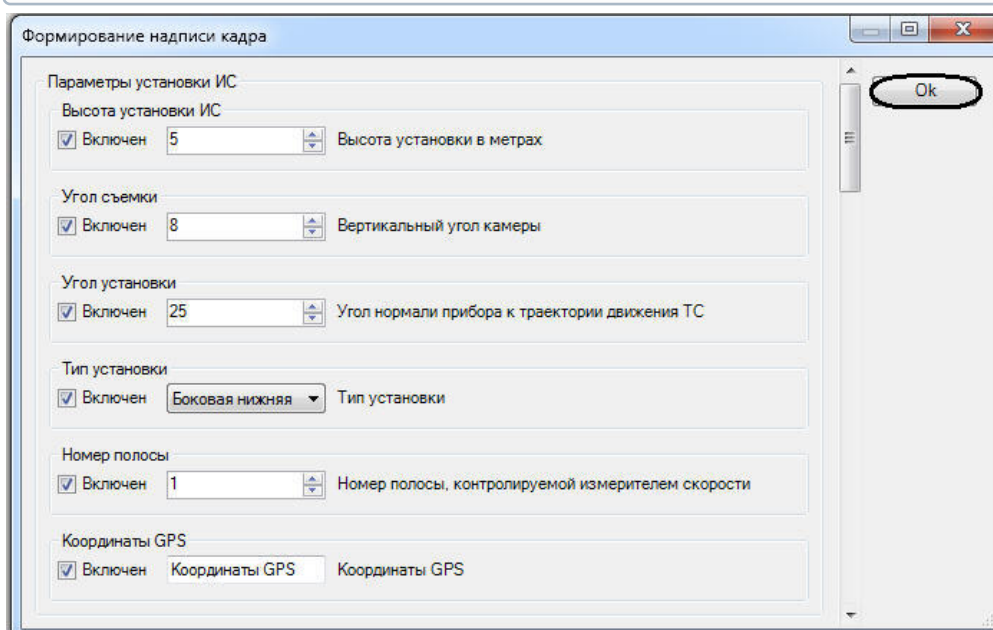 Формирование надписи кадра
Ok
Параметры установки ИС
Высота установки ИС
Включен 5 Высота установки в метрах
Угол съемки
Включен 8 Вертикальный угол камеры
Угол установки
Включен 25 Угол нормали прибора к траектории движения ТС
Тип установки
Включен Боковая нижняя Тип установки
Номер полосы
Включен 1 Номер полосы, контролируемой измерителем скорости
Координаты GPS
Включен Координаты GPS Координаты GPS